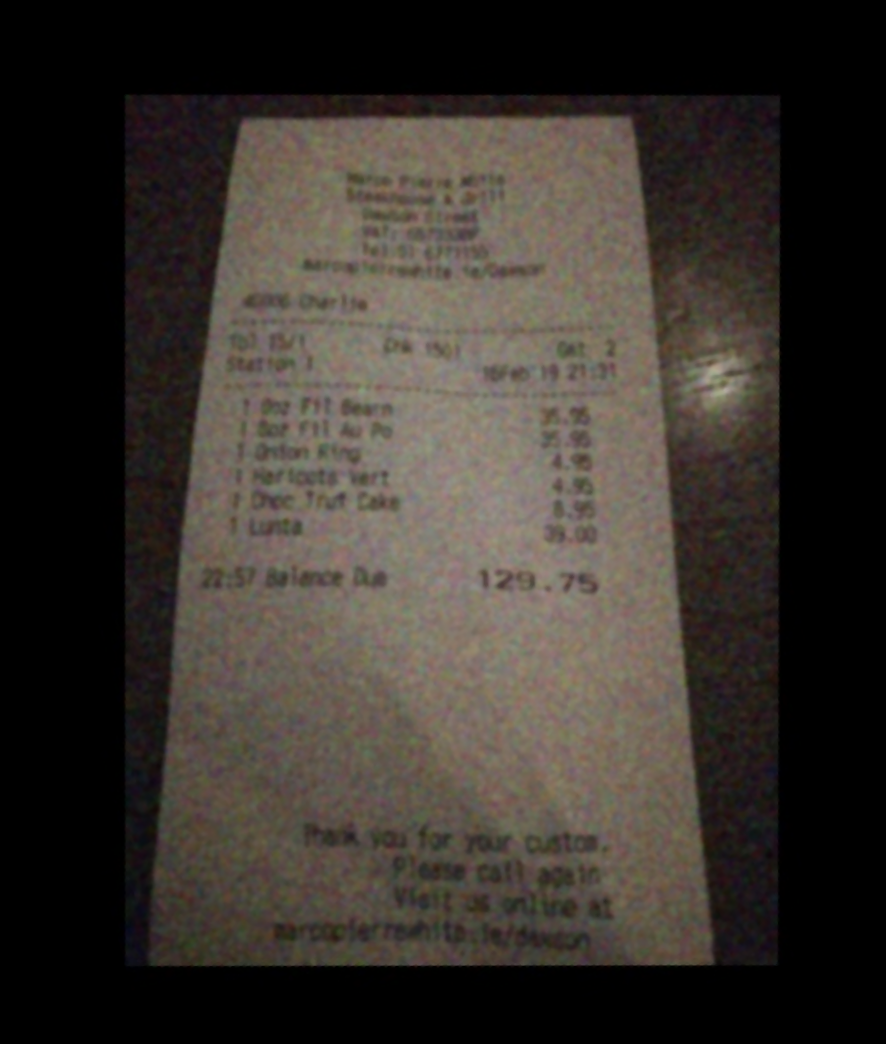 Marco Pierre White
Steakhouse & Grill
Dawson Street
VAT:
Tel:01 6771155
marcopierrewhite.ie/Dawson
Charlie
Tbl 15/1 Chk 1501 Gst 2
Station 1 16Feb'19 21:31
1 8oz Fil Bearn 35.95
1 8oz Fil Au Po 35.95
1 Onion Ring 4.95
1 Haricots Vert 4.95
1 Choc Truf Cake 8.95
1 39.00
22:57 Balance Due 129.75
Thank you for your custom.
Please call again
Visit us online at
marcopierrewhite.ie/dawson